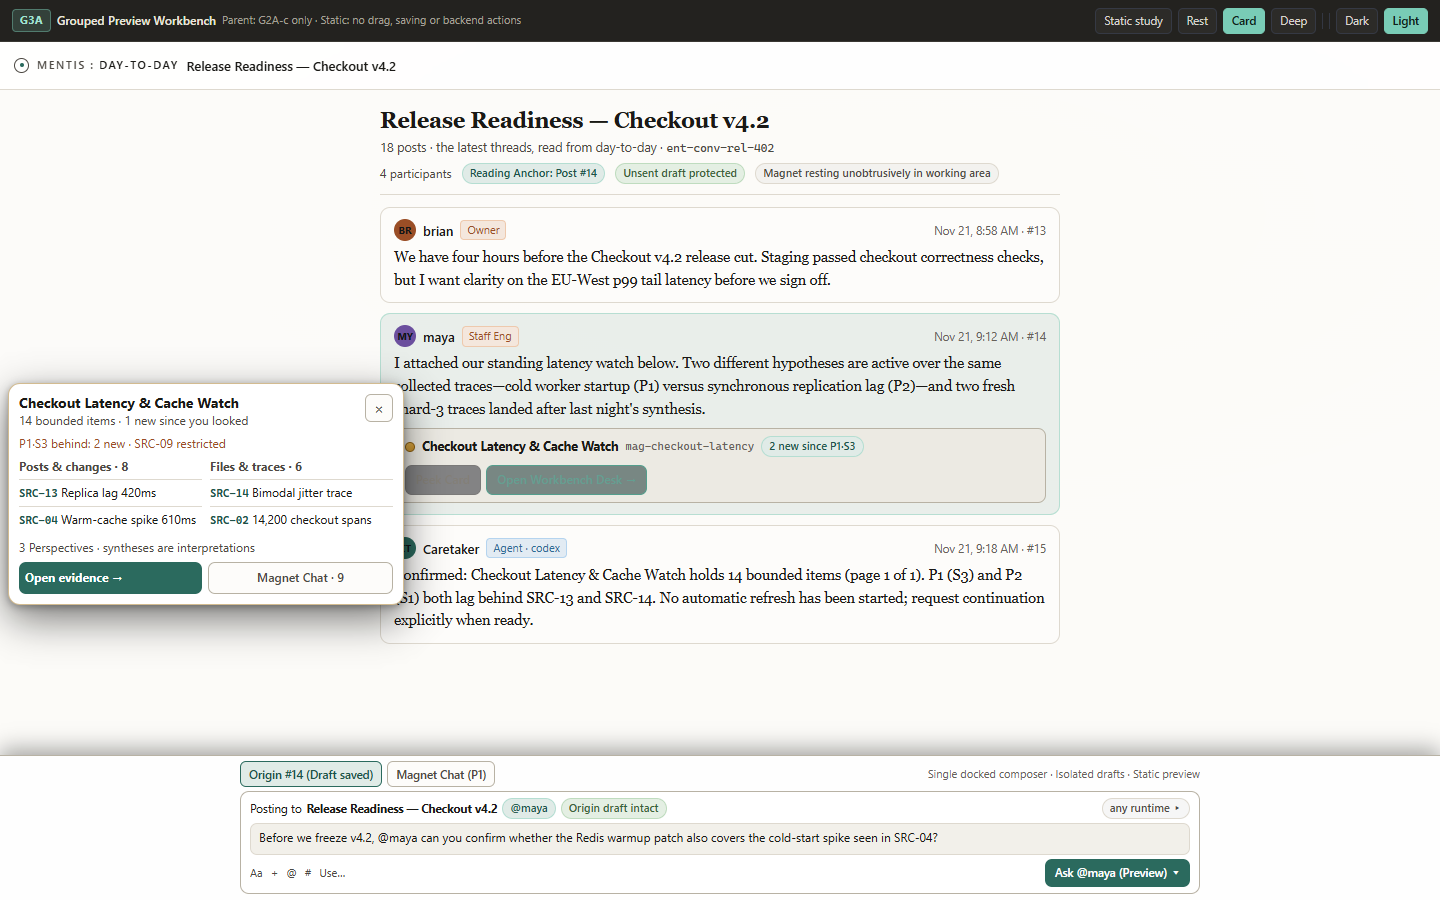 G3A Grouped Preview Workbench Parent: G2A-c only · Static: no drag, saving or backend actions Static study Rest Card Deep Dark Light
MENTIS : DAY-TO-DAY Release Readiness — Checkout v4.2
Release Readiness — Checkout v4.2
18 posts · the latest threads, read from day-to-day · ent-conv-rel-402
4 participants Reading Anchor: Post #14 Unsent draft protected Magnet resting unobtrusively in working area
BR brian Owner Nov 21, 8:58 AM · #13
We have four hours before the Checkout v4.2 release cut. Staging passed checkout correctness checks,
but I want clarity on the EU-West p99 tail latency before we sign off.
MY maya Staff Eng Nov 21, 9:12 AM · #14
I attached our standing latency watch below. Two different hypotheses are active over the same
collected traces—cold worker startup (P1) versus synchronous replication lag (P2)—and two fresh
hard-3 traces landed after last night's synthesis.
Checkout Latency & Cache Watch mag-checkout-latency 2 new since P1·S3
Open Workbench Desk →
Caretaker Agent · codex Nov 21, 9:18 AM · #15
onfirmed: Checkout Latency & Cache Watch holds 14 bounded items (page 1 of 1). P1 (S3) and P2
(S1) both lag behind SRC-13 and SRC-14. No automatic refresh has been started; request continuation
explicitly when ready.
Checkout Latency & Cache Watch ×
14 bounded items · 1 new since you looked
P1·S3 behind: 2 new · SRC-09 restricted
Posts & changes · 8 Files & traces · 6
SRC-13 Replica lag 420ms SRC-14 Bimodal jitter trace
SRC-04 Warm-cache spike 610ms SRC-02 14,200 checkout spans
3 Perspectives · syntheses are interpretations
Open evidence → Magnet Chat · 9
Origin #14 (Draft saved) Magnet Chat (P1) Single docked composer · Isolated drafts · Static preview
Posting to Release Readiness — Checkout v4.2 @maya Origin draft intact any runtime
Before we freeze v4.2, @maya can you confirm whether the Redis warmup patch also covers the cold-start spike seen in SRC-04?
Aa + @ # Use... Ask @maya (Preview)